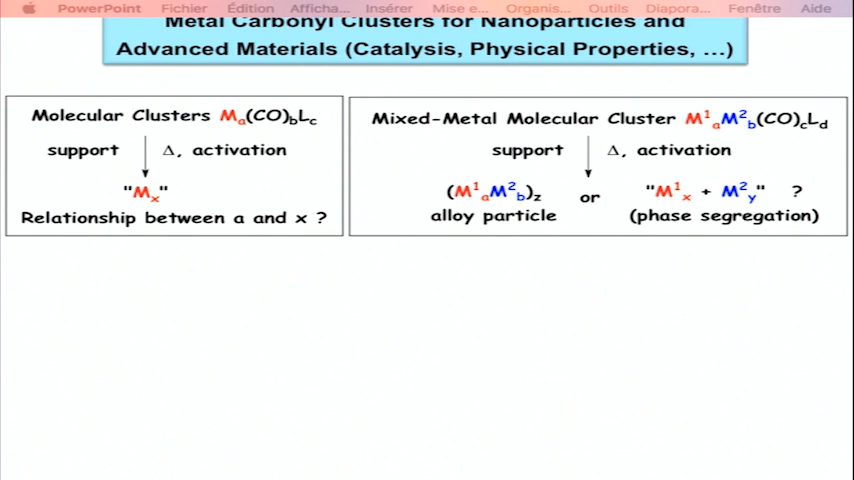 PowerPoint Fichier Édition Afficha... Insérer Mise e... Organis... Outils Diapora... Fenêtre Aide
Metal Carbonyl Clusters for Nanoparticles and
Advanced Materials (Catalysis, Physical Properties, ...)
Molecular Clusters Mₐ(CO)bLc
support Δ, activation
"Mₓ"
Relationship between a and x ?
Mixed-Metal Molecular Cluster M¹ₐM²b(CO)cLd
support Δ, activation
(M¹ₐM²b)z or "M¹ₓ + M²y" ?
alloy particle (phase segregation)